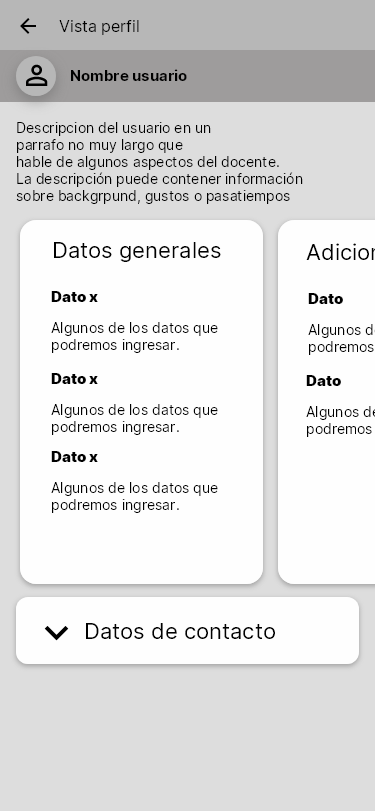 Vista perfil
Nombre usuario
Descripcion del usuario en un
parrafo no muy largo que
hable de algunos aspectos del docente.
La descripción puede contener información
sobre backgrpund, gustos o pasatiempos
Datos generales
Dato x
Algunos de los datos que
podremos ingresar.
Dato x
Algunos de los datos que
podremos ingresar.
Dato x
Algunos de los datos que
podremos ingresar.
Adicion
Dato
Algunos d
podremos
Dato
Algunos de
podremos
Datos de contacto